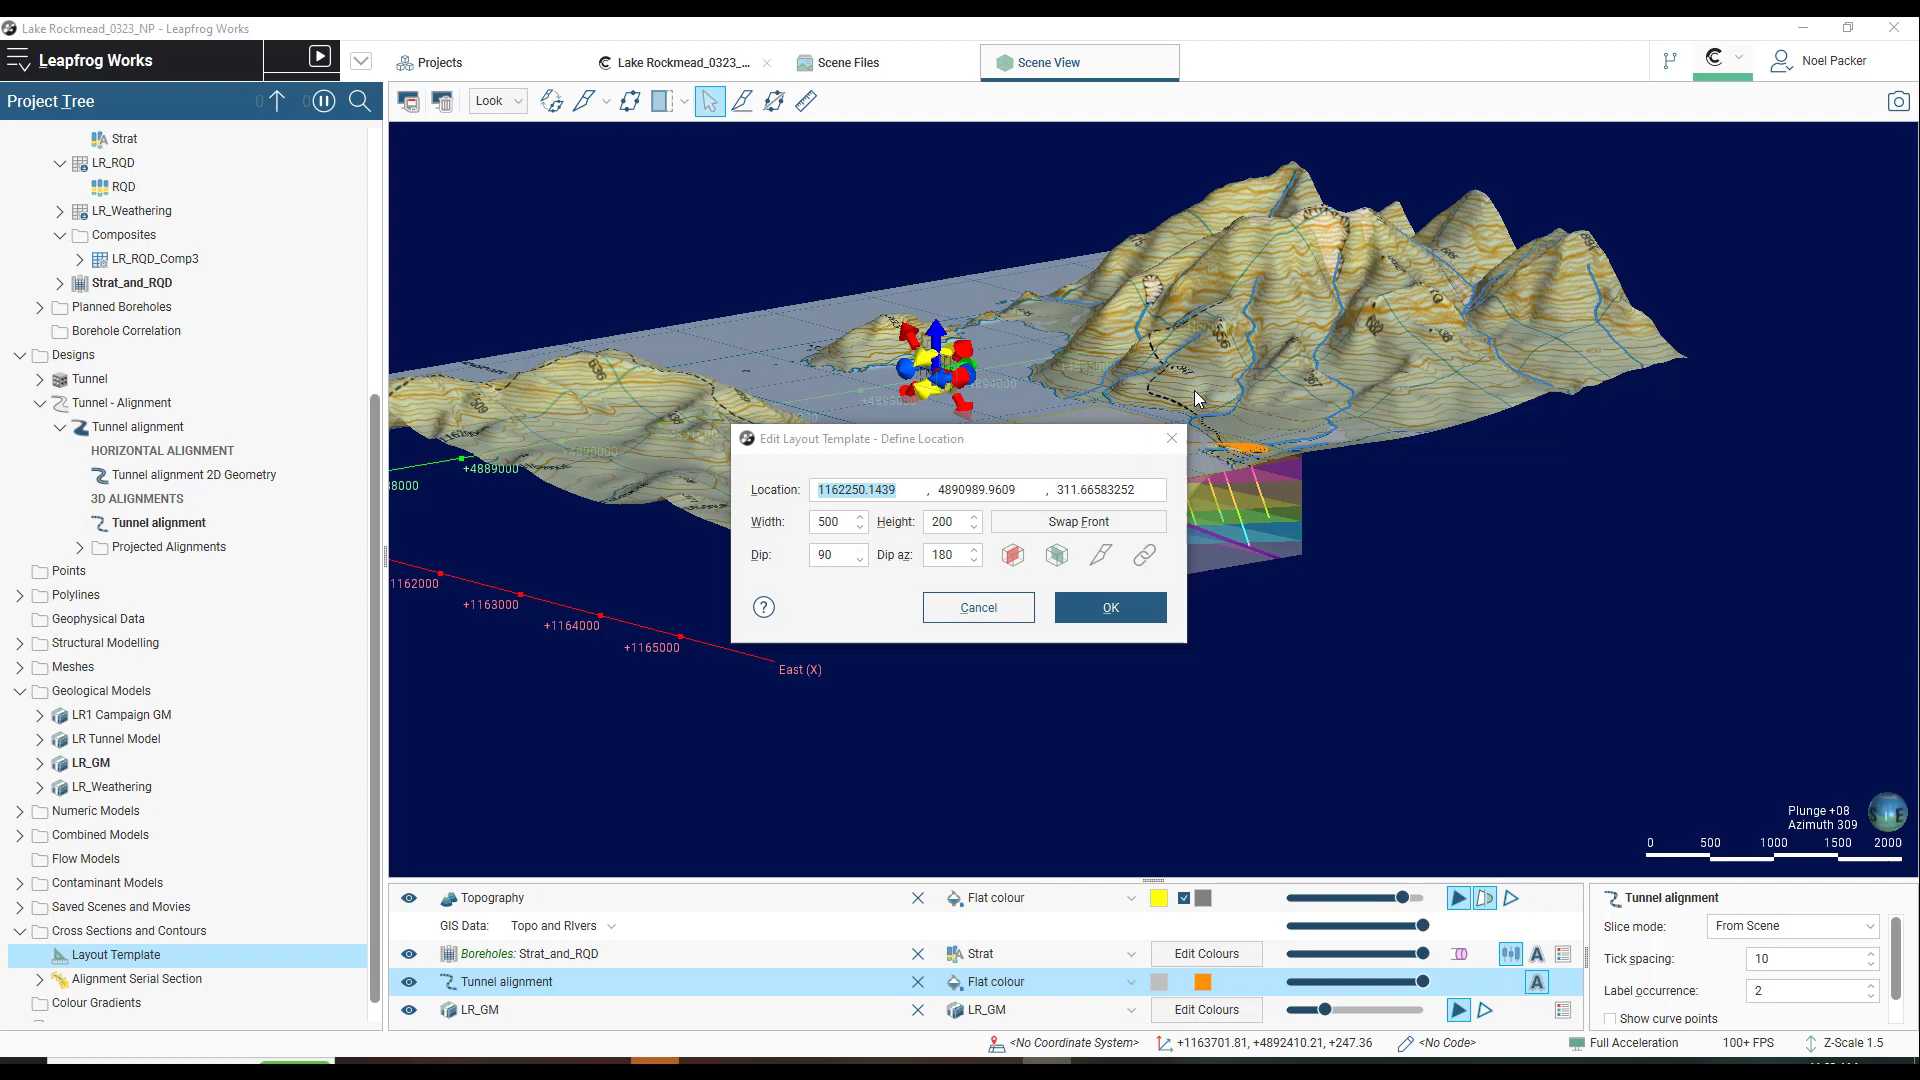 Lake Rockmead_0323_NP - Leapfrog Works
Leapfrog Works
Projects
Lake Rockmead_0323_...
Scene Files
Scene View
Noel Packer
Project Tree
Look
Strat
LR_RQD
RQD
LR_Weathering
Composites
LR_RQD_Comp3
Strat_and_RQD
Planned Boreholes
Borehole Correlation
Designs
Tunnel
Tunnel - Alignment
Tunnel alignment
HORIZONTAL ALIGNMENT
Tunnel alignment 2D Geometry
3D ALIGNMENTS
Tunnel alignment
Projected Alignments
Points
Polylines
Geophysical Data
Structural Modelling
Meshes
Geological Models
LR1 Campaign GM
LR Tunnel Model
LR_GM
LR_Weathering
Numeric Models
Combined Models
Flow Models
Contaminant Models
Saved Scenes and Movies
Cross Sections and Contours
Layout Template
Alignment Serial Section
Colour Gradients
+4889000
+1163000
+1164000
+1165000
East (X)
Edit Layout Template - Define Location
Location: 1162250.1439 , 4890989.9609 , 311.66583252
Width: 500 Height: 200 Swap Front
Dip: 90 Dip az: 180
Cancel OK
Plunge +08
Azimuth 309
0 500 1000 1500 2000
Topography Flat colour
GIS Data: Topo and Rivers
Boreholes: Strat_and_RQD Strat Edit Colours
Tunnel alignment Flat colour
LR_GM LR_GM Edit Colours
Tunnel alignment
Slice mode: From Scene
Tick spacing: 10
Label occurrence: 2
Show curve points
<No Coordinate System> +1163701.81, +4892410.21, +247.36 <No Code> Full Acceleration 100+ FPS Z-Scale 1.5